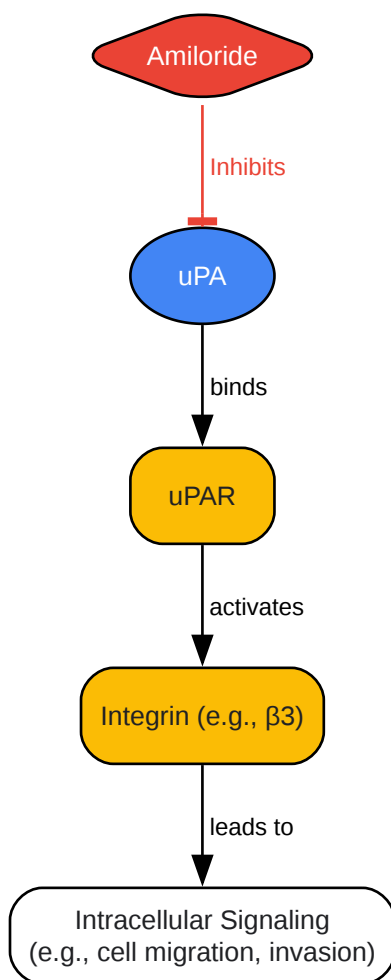 Amiloride
Inhibits
uPA
binds
uPAR
activates
Integrin (e.g., β3)
leads to
Intracellular Signaling
(e.g., cell migration, invasion)